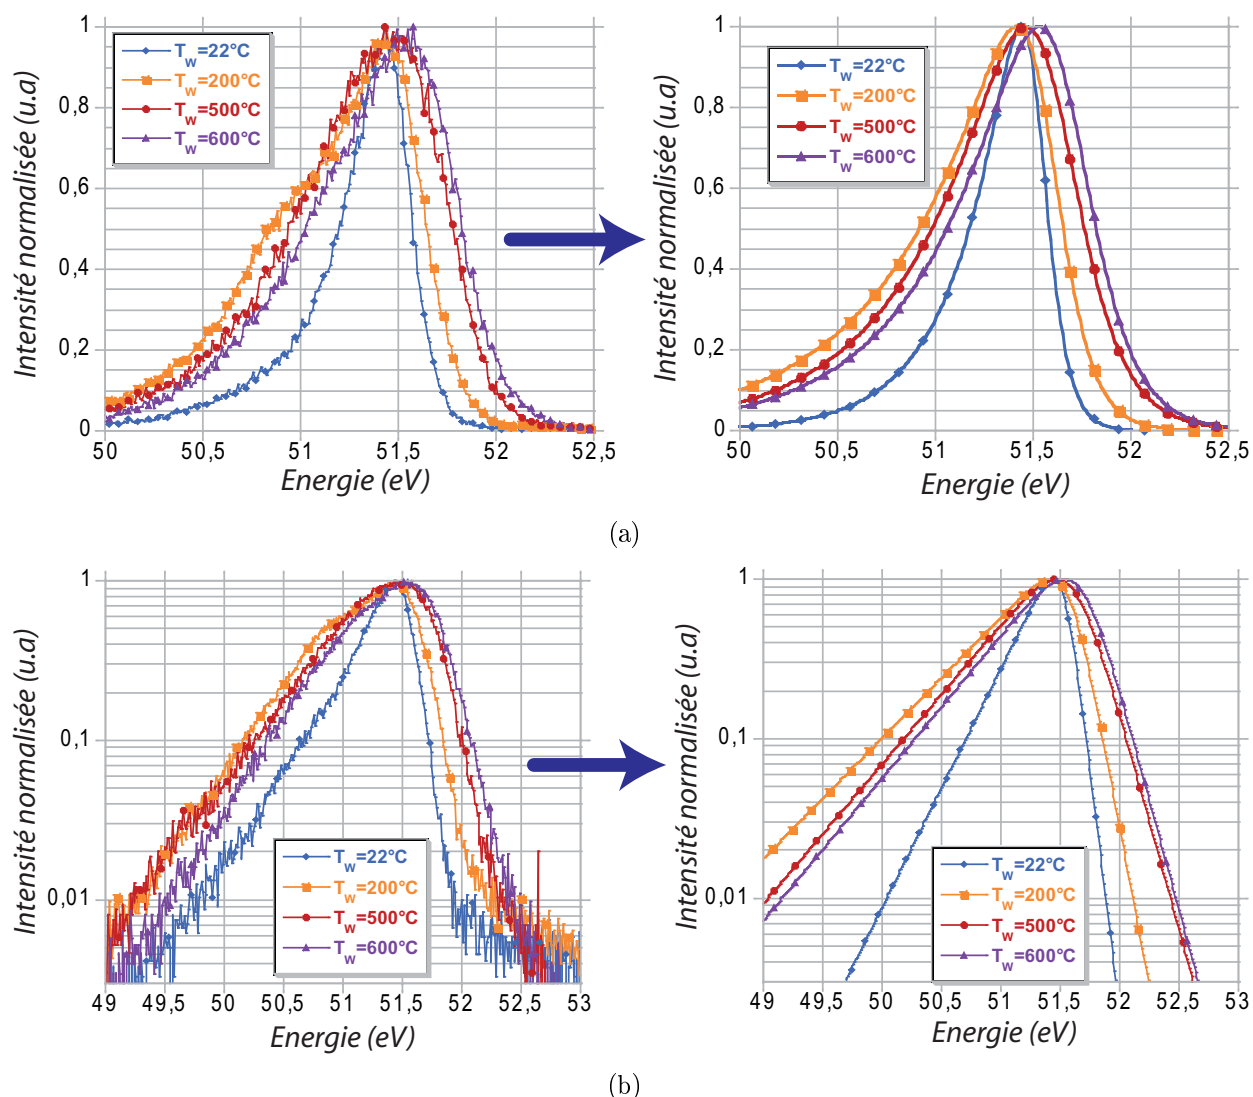 Intensité normalisée (u.a)
1
0,8
0,6
0,4
0,2
0
T_W=22°C
T_W=200°C
T_W=500°C
T_W=600°C
50 50,5 51 51,5 52 52,5
Energie (eV)
Intensité normalisée (u.a)
1
0,8
0,6
0,4
0,2
0
T_W=22°C
T_W=200°C
T_W=500°C
T_W=600°C
50 50,5 51 51,5 52 52,5
Energie (eV)
(a)
Intensité normalisée (u.a)
1
0,1
0,01
T_W=22°C
T_W=200°C
T_W=500°C
T_W=600°C
49 49,5 50 50,5 51 51,5 52 52,5 53
Energie (eV)
Intensité normalisée (u.a)
1
0,1
0,01
T_W=22°C
T_W=200°C
T_W=500°C
T_W=600°C
49 49,5 50 50,5 51 51,5 52 52,5 53
Energie (eV)
(b)